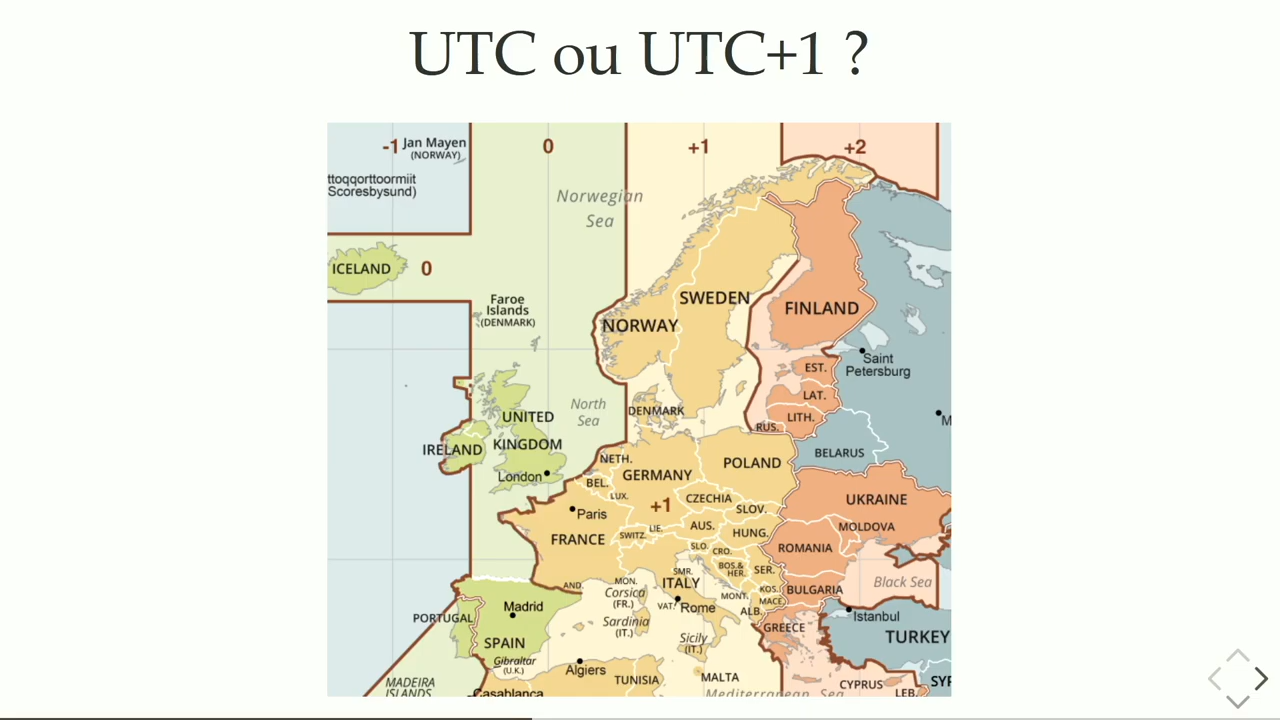 UTC ou UTC+1 ?
-1
Jan Mayen
(NORWAY)
0
+1
+2
ttoqqorttoormiit
Scoresbysund)
Norwegian
Sea
ICELAND
0
Faroe
Islands
(DENMARK)
SWEDEN
NORWAY
FINLAND
Saint
Petersburg
EST.
LAT.
LITH.
RUS.
M
BELARUS
North
Sea
DENMARK
UNITED
KINGDOM
IRELAND
London
NETH.
BEL.
LUX.
GERMANY
POLAND
+1
CZECHIA
SLOV.
UKRAINE
MOLDOVA
Paris
FRANCE
SWITZ.
LIE.
AUS.
HUNG.
ROMANIA
SLO.
CRO.
BOS.&
HER.
SER.
BULGARIA
Black Sea
AND.
MON.
Corsica
(FR.)
SMR.
ITALY
VAT.
Rome
MONT.
KOS.
MACE.
ALB.
GREECE
Istanbul
TURKEY
PORTUGAL
Madrid
SPAIN
Gibraltar
(U.K.)
Sardinia
(IT.)
Sicily
(IT.)
MADEIRA
ISLANDS
Casablanca
Algiers
TUNISIA
MALTA
Mediterranean Sea
CYPRUS
LEB.
SYR